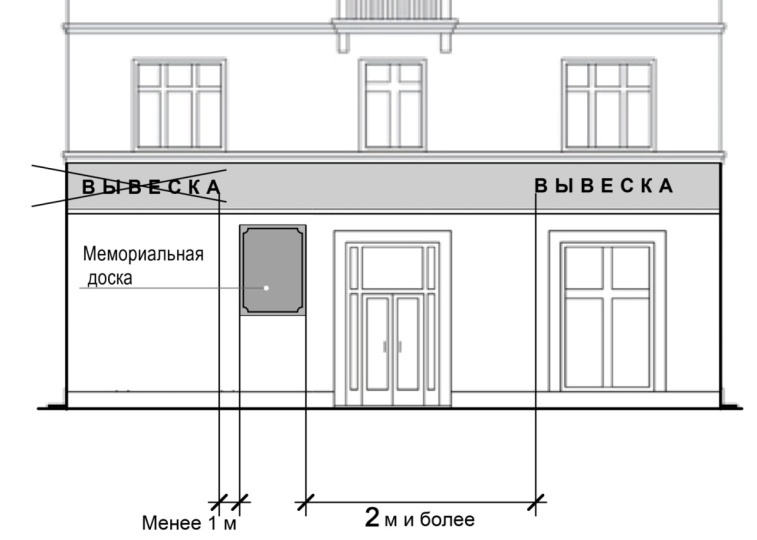 ВЫВЕСКА
ВЫВЕСКА
Мемориальная
доска
Менее 1 м
2 м и более